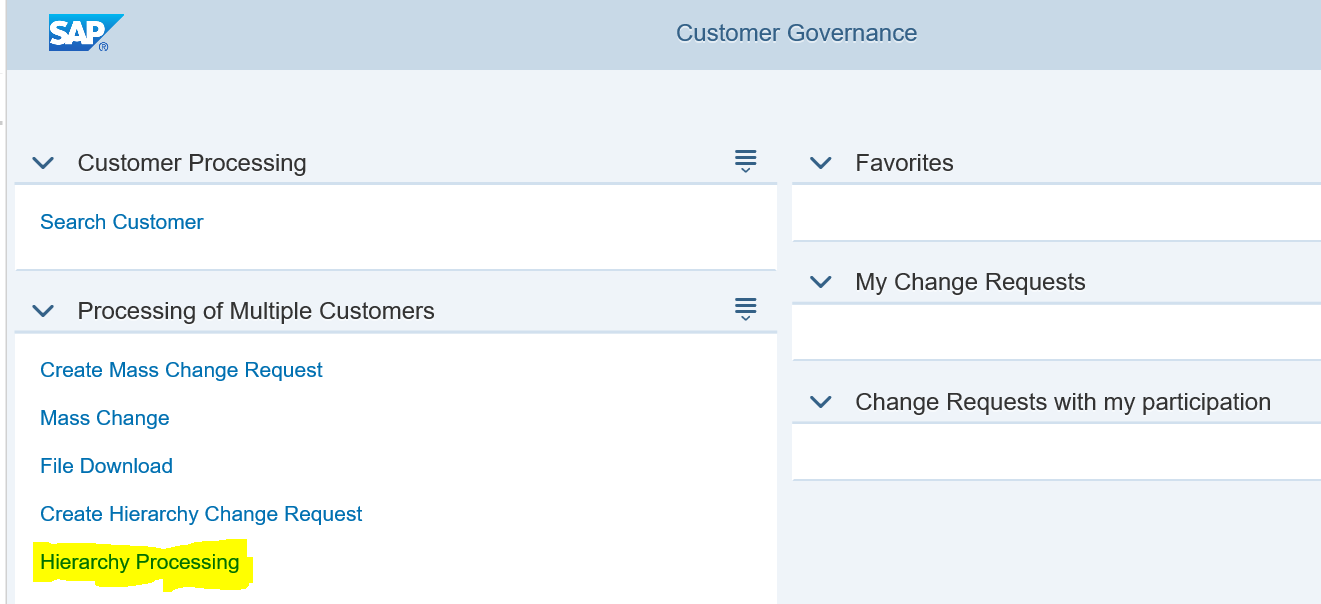 SAP®
Customer Governance
Customer Processing
Search Customer
Processing of Multiple Customers
Create Mass Change Request
Mass Change
File Download
Create Hierarchy Change Request
Hierarchy Processing
Favorites
My Change Requests
Change Requests with my participation